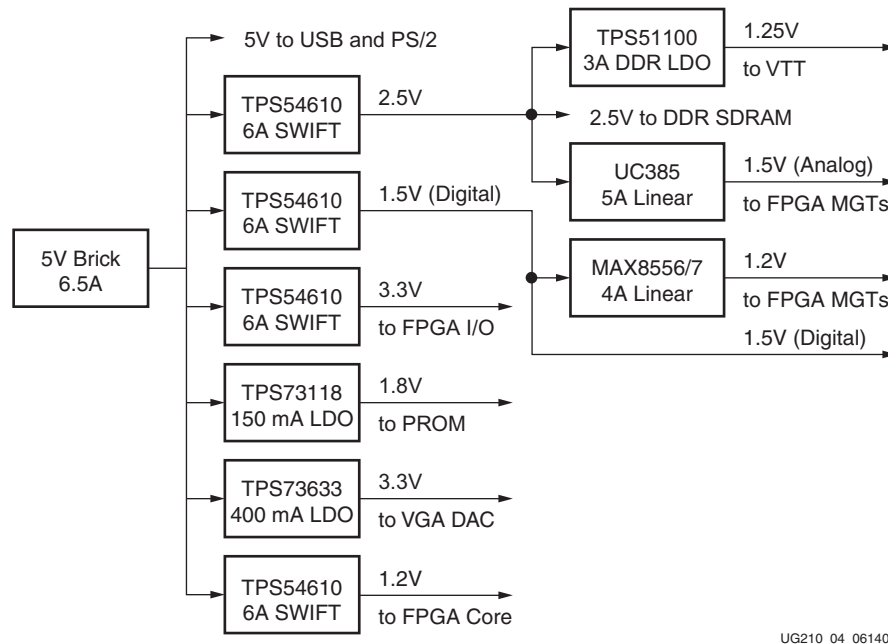 5V to USB and PS/2
TPS54610
6A SWIFT
2.5V
TPS51100
3A DDR LDO
1.25V
to VTT
2.5V to DDR SDRAM
UC385
5A Linear
1.5V (Analog)
to FPGA MGTs
TPS54610
6A SWIFT
1.5V (Digital)
MAX8556/7
4A Linear
1.2V
to FPGA MGTs
1.5V (Digital)
5V Brick
6.5A
TPS54610
6A SWIFT
3.3V
to FPGA I/O
TPS73118
150 mA LDO
1.8V
to PROM
TPS73633
400 mA LDO
3.3V
to VGA DAC
TPS54610
6A SWIFT
1.2V
to FPGA Core
UG210_04_06140